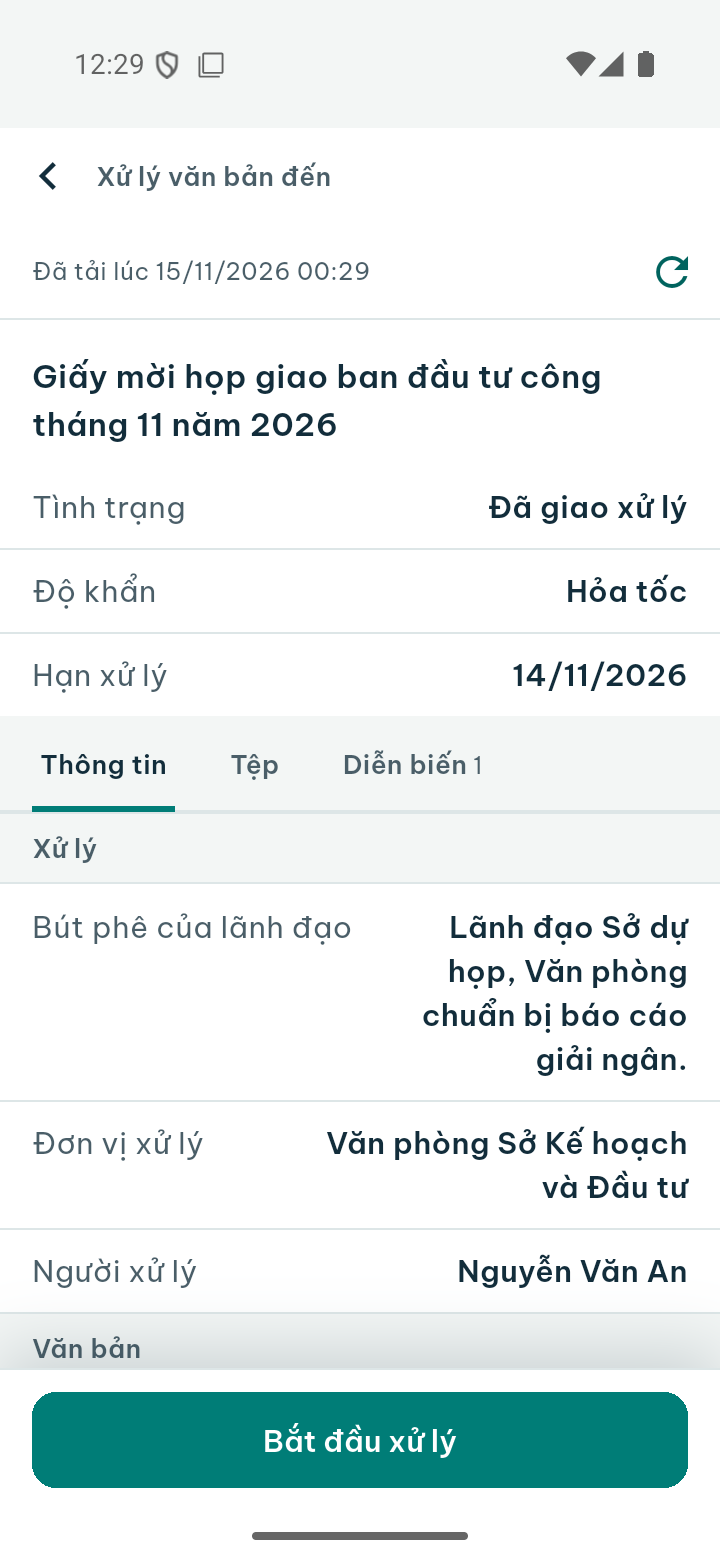 12:29
Xử lý văn bản đến
Đã tải lúc 15/11/2026 00:29
Giấy mời họp giao ban đầu tư công
tháng 11 năm 2026
Tình trạng
Đã giao xử lý
Độ khẩn
Hỏa tốc
Hạn xử lý
14/11/2026
Thông tin
Tệp
Diễn biến 1
Xử lý
Bút phê của lãnh đạo
Lãnh đạo Sở dự
họp, Văn phòng
chuẩn bị báo cáo
giải ngân.
Đơn vị xử lý
Văn phòng Sở Kế hoạch
và Đầu tư
Người xử lý
Nguyễn Văn An
Văn bản
Bắt đầu xử lý